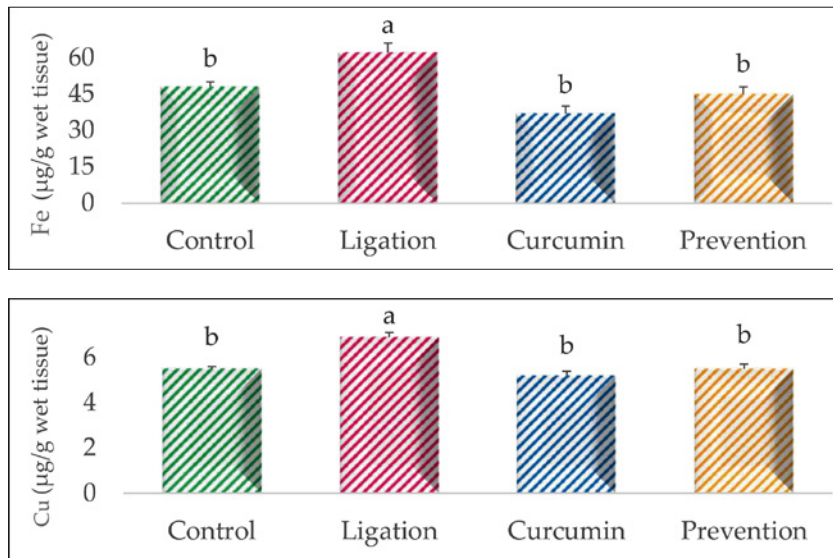 Fe (µg/g wet tissue)
60
45
30
15
0
b
a
b
b
Control Ligation Curcumin Prevention
Cu (µg/g wet tissue)
6
4
2
0
b
a
b
b
Control Ligation Curcumin Prevention